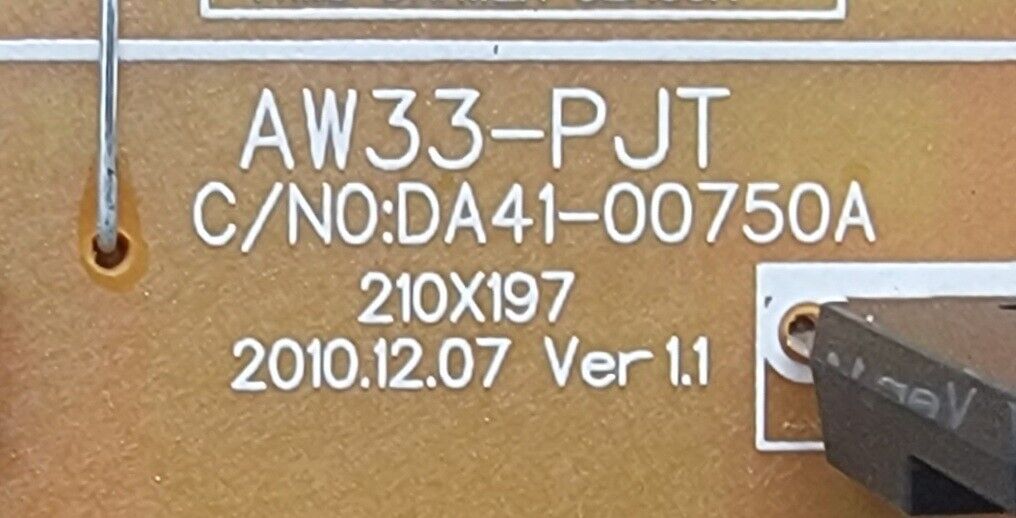 AW33-PJT
C/NO:DA41-00750A
210X197
2010.12.07 Ver 1.1